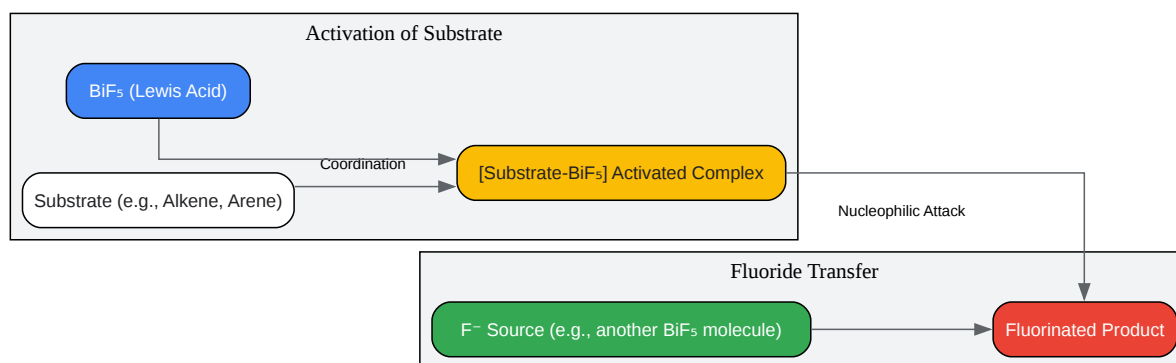 Activation of Substrate
BiF₅ (Lewis Acid)
Coordination
[Substrate-BiF₅] Activated Complex
Substrate (e.g., Alkene, Arene)
Nucleophilic Attack
Fluoride Transfer
F⁻ Source (e.g., another BiF₅ molecule)
Fluorinated Product